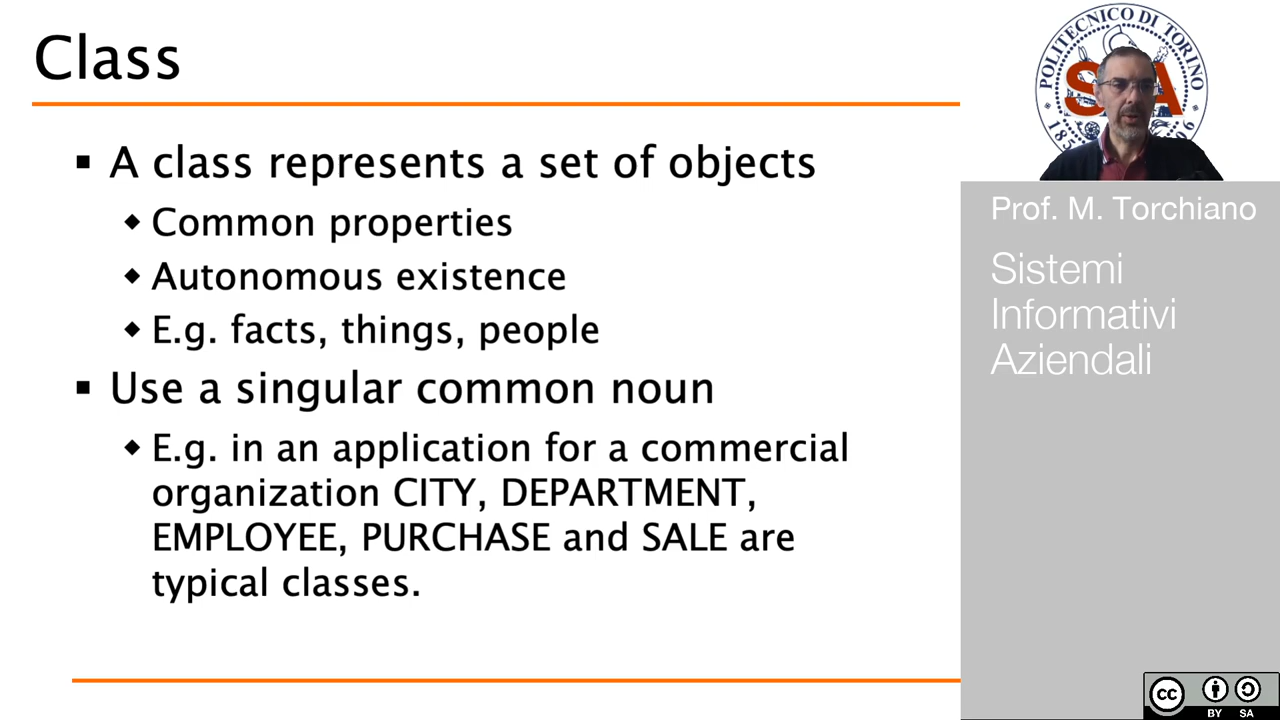 Class
▪ A class represents a set of objects
◆ Common properties
◆ Autonomous existence
◆ E.g. facts, things, people
▪ Use a singular common noun
◆ E.g. in an application for a commercial
organization CITY, DEPARTMENT,
EMPLOYEE, PURCHASE and SALE are
typical classes.
POLITECNICO DI TORINO
Prof. M. Torchiano
Sistemi
Informativi
Aziendali
cc
BY SA